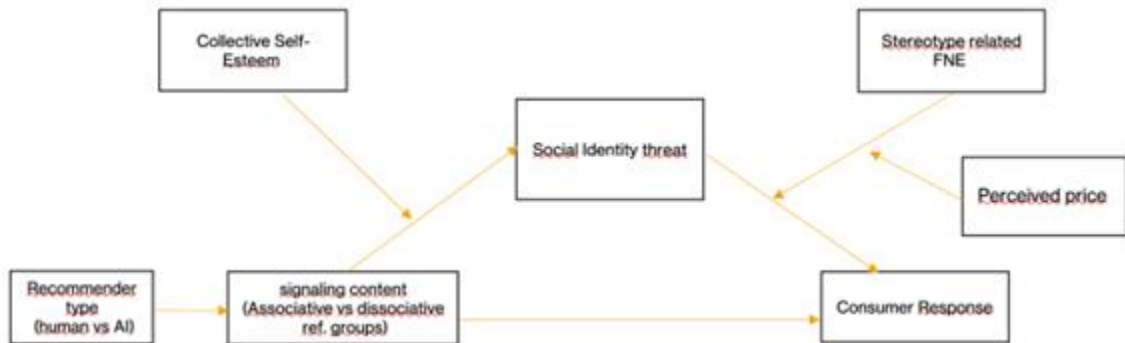 Collective Self-
Esteem
Stereotype related
FNE
Social Identity threat
Perceived price
Recommender
type
(human vs AI)
signaling content
(Associative vs dissociative
ref. groups)
Consumer Response